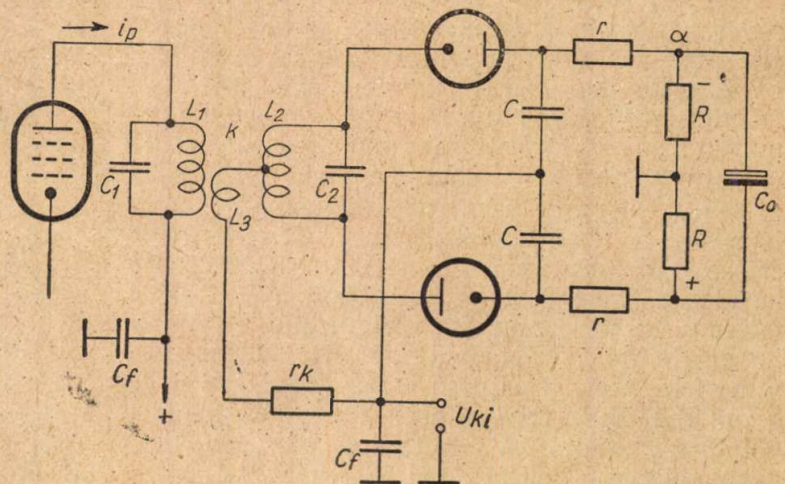 ip
L1
k
L2
C1
L3
C2
C
r
α
− e
R
C
R
C0
+
r
Cf
+
rk
Uki
Cf